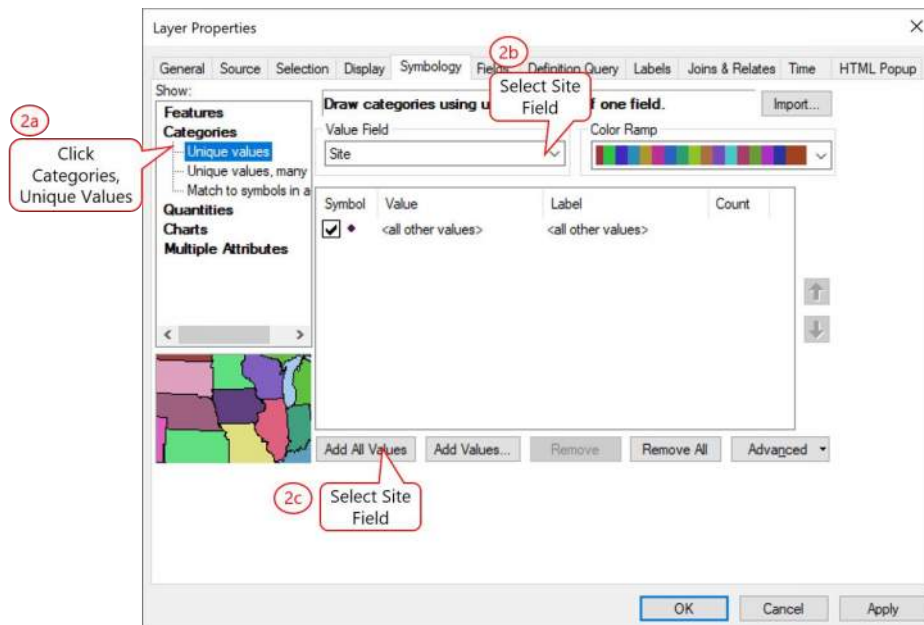 Layer Properties
General Source Selection Display Symbology Fields Definition Query Labels Joins & Relates Time HTML Popup
2b
Select Site
Field
Show:
Features
Categories
Unique values
Unique values, many
Match to symbols in a
Quantities
Charts
Multiple Attributes
2a
Click
Categories,
Unique Values
Draw categories using u f one field.
Import...
Value Field
Site
Color Ramp
Symbol Value Label Count
<all other values> <all other values>
Add All Values Add Values... Remove Remove All Advanced
2c
Select Site
Field
OK Cancel Apply